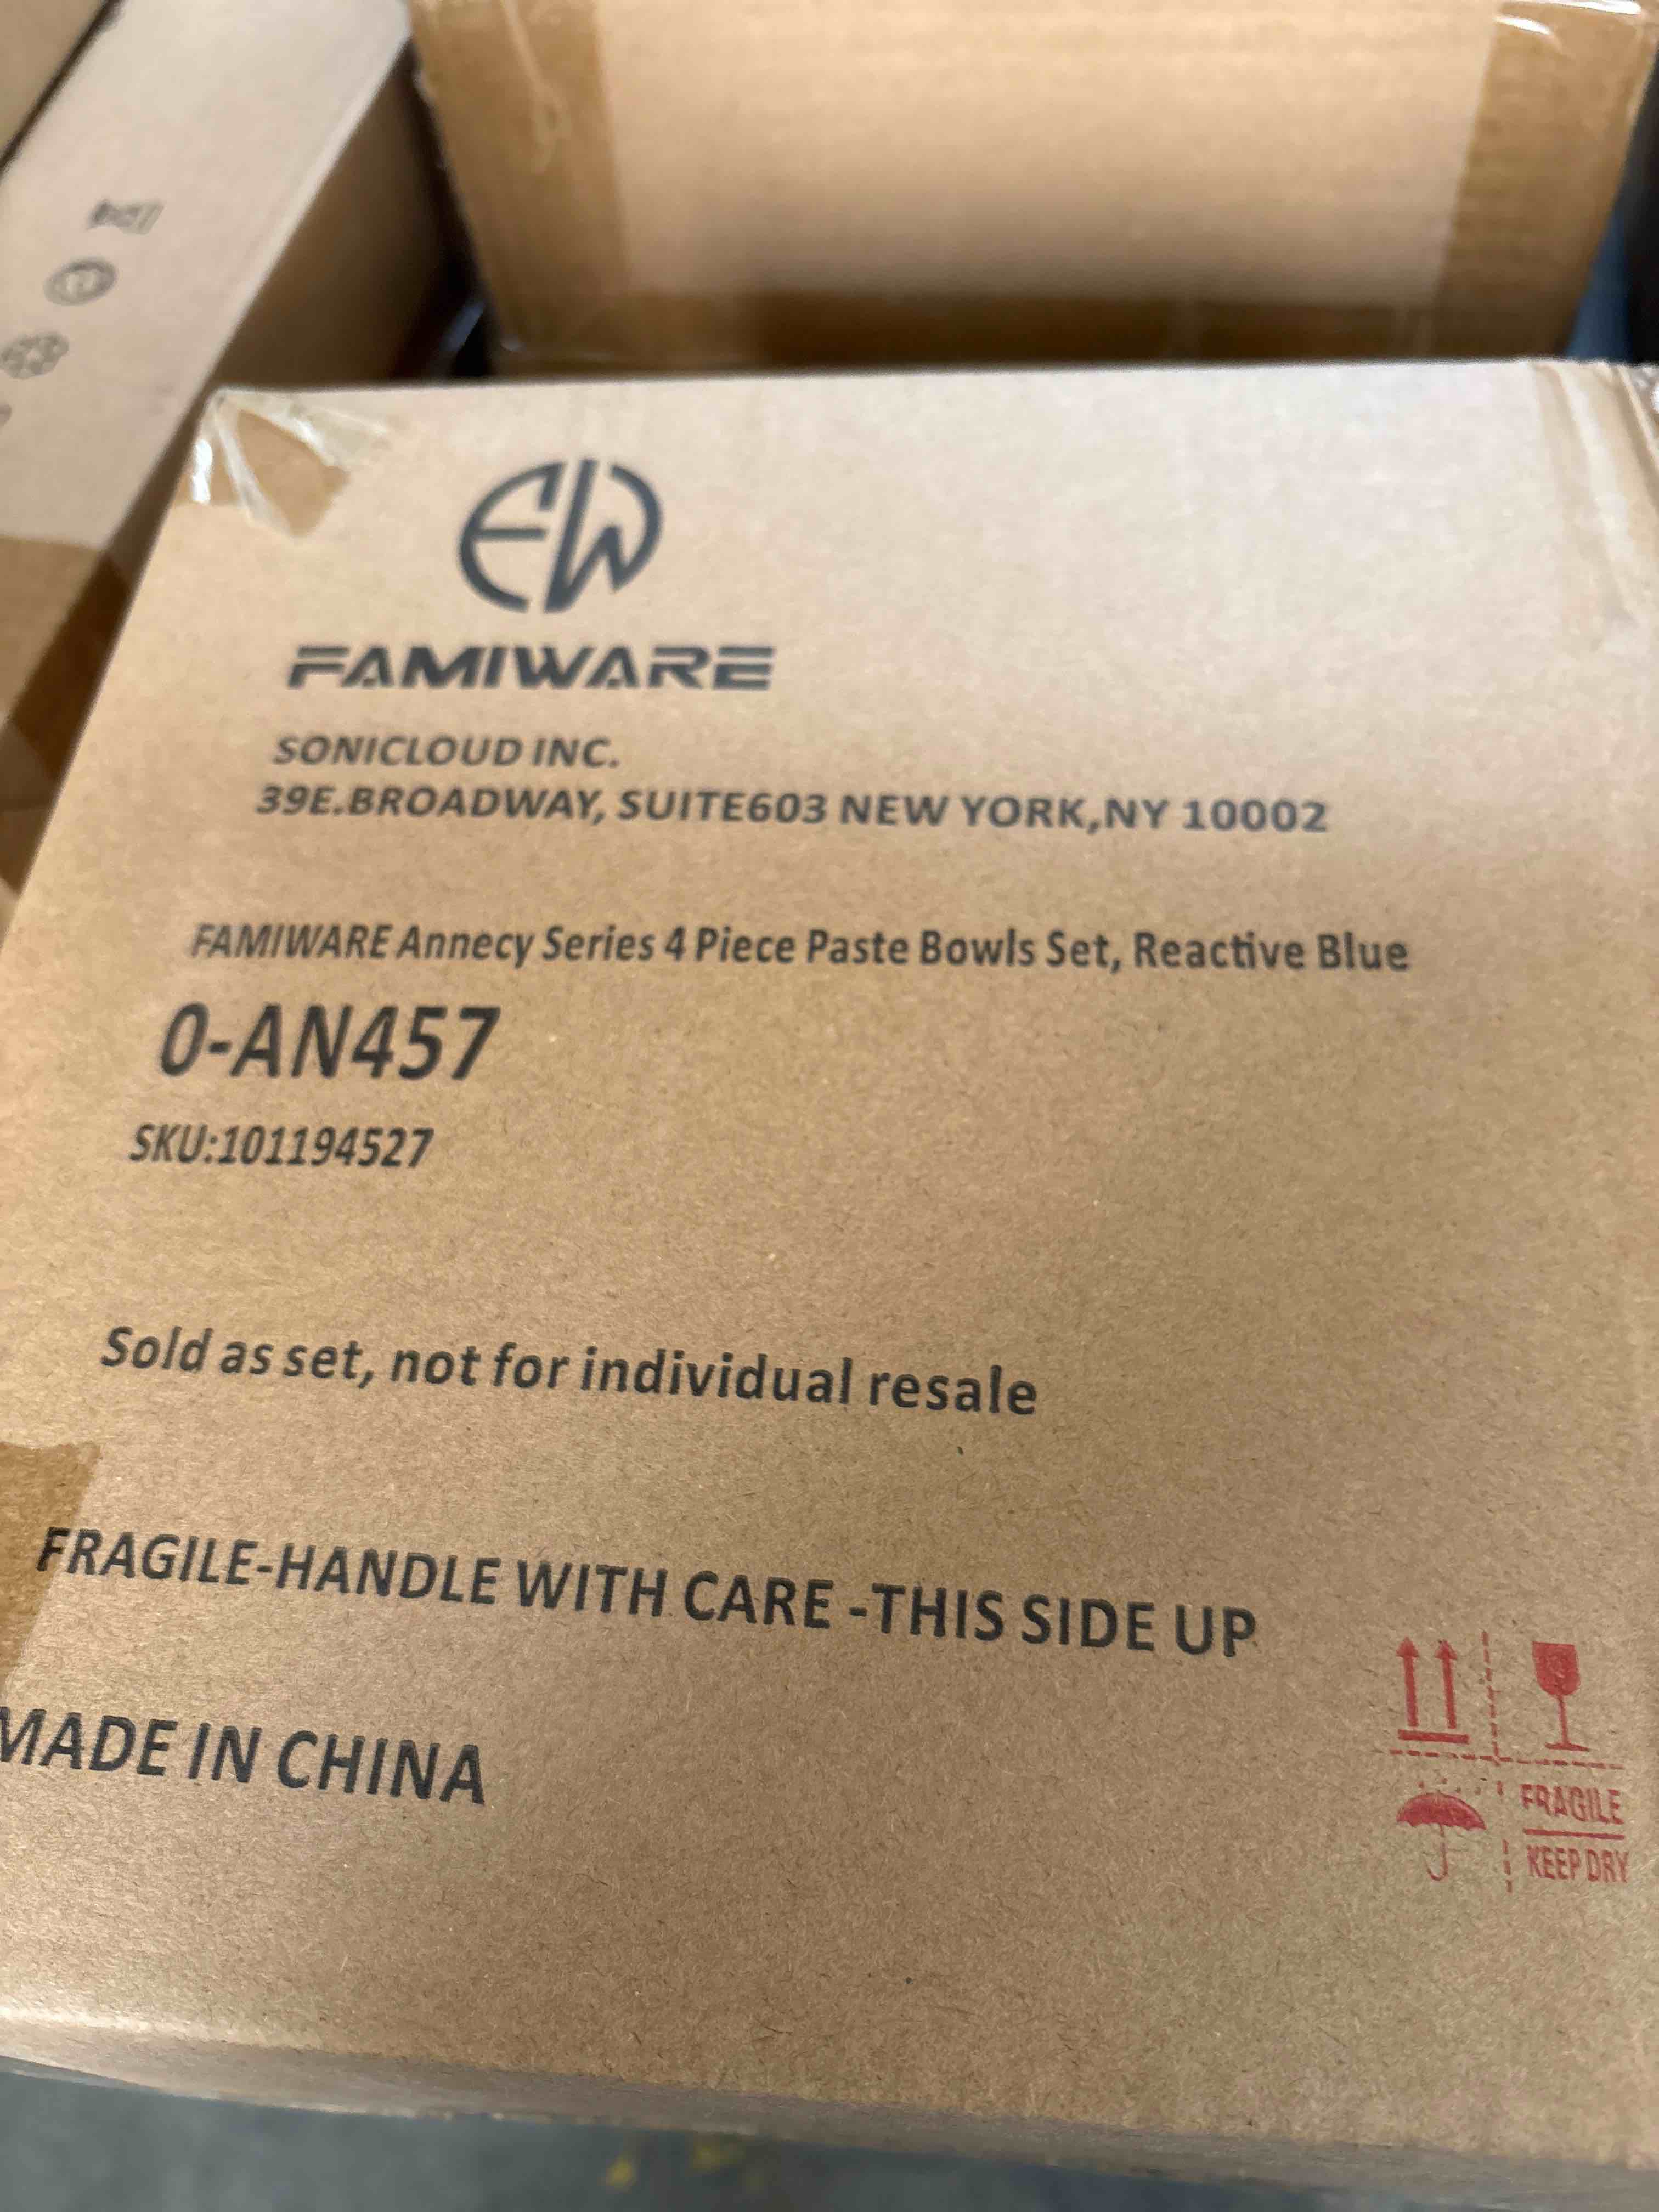 FW
FAMIWARE
SONICLOUD INC.
39E.BROADWAY, SUITE603 NEW YORK,NY 10002
FAMIWARE Annecy Series 4 Piece Paste Bowls Set, Reactive Blue
0-AN457
SKU:101194527
Sold as set, not for individual resale
FRAGILE-HANDLE WITH CARE -THIS SIDE UP
MADE IN CHINA
FRAGILE
KEEP DRY